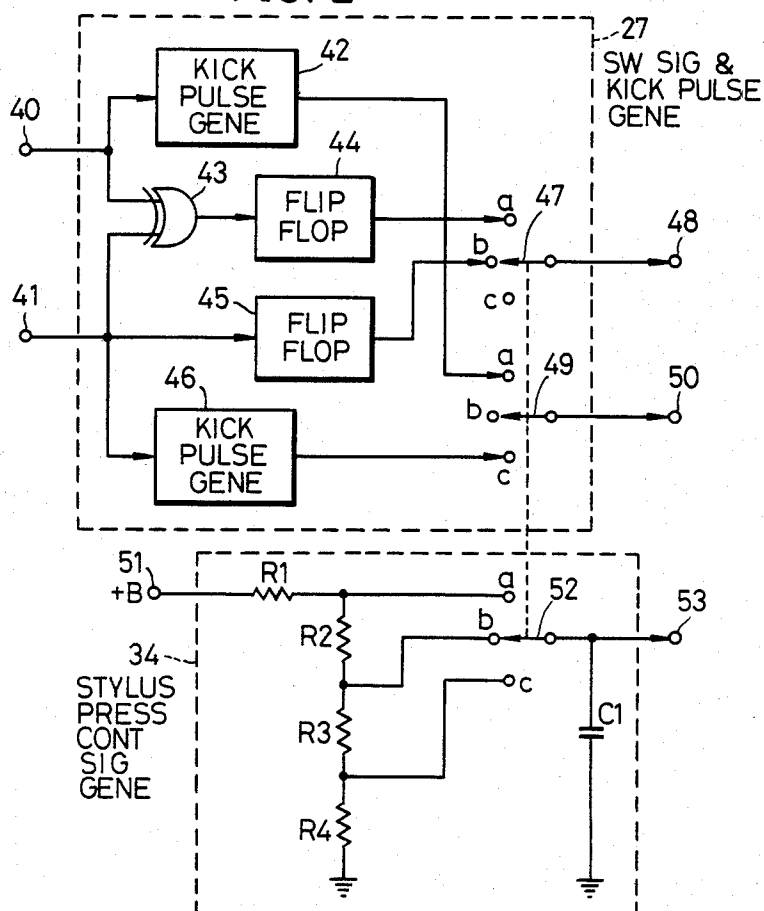 27
SW SIG &
KICK PULSE
GENE
42
KICK
PULSE
GENE
40
43
44
FLIP
FLOP
a
47
48
b
c
41
45
FLIP
FLOP
a
49
50
b
46
KICK
PULSE
GENE
c
51
+B
R1
a
52
53
b
R2
34
STYLUS
PRESS
CONT
SIG
GENE
c
R3
C1
R4